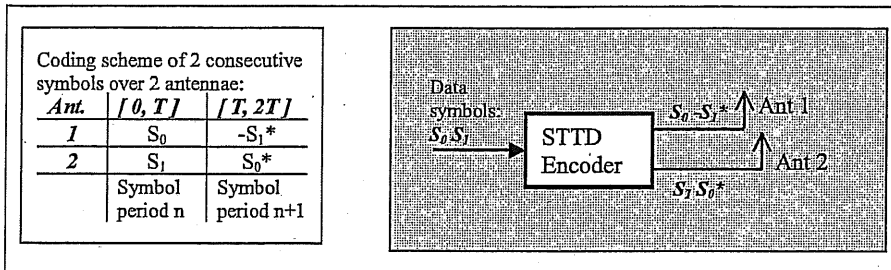 Coding scheme of 2 consecutive
symbols over 2 antennae:
Ant. [ 0, T] [ T, 2T]
1 S₀ -S₁*
2 S₁ S₀*
Symbol Symbol
period n period n+1
Data
symbols:
S₀ S₁
STTD
Encoder
S₀ -S₁*
Ant 1
S₁ S₀*
Ant 2